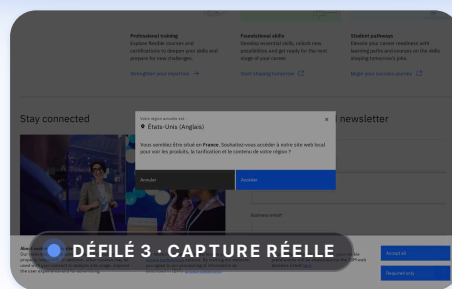 Professional training
Explore flexible courses and
certifications to deepen your skills and
prepare for new challenges.
Strengthen your expertise →
Foundational skills
Develop essential skills, unlock new
possibilities and get ready for the next
stage of your career.
Start shaping tomorrow
Student pathways
Elevate your career readiness with
learning paths and courses on the skills
shaping tomorrow's jobs.
Begin your success journey
Stay connected
newsletter
Votre région actuelle est :
États-Unis (Anglais)
Vous semblez être situé en France. Souhaitez-vous accéder à notre site web local
pour voir les produits, la tarification et le contenu de votre région ?
Annuler
Accéder
Business email*
DÉFILÉ 3 · CAPTURE RÉELLE
Accept all
Required only